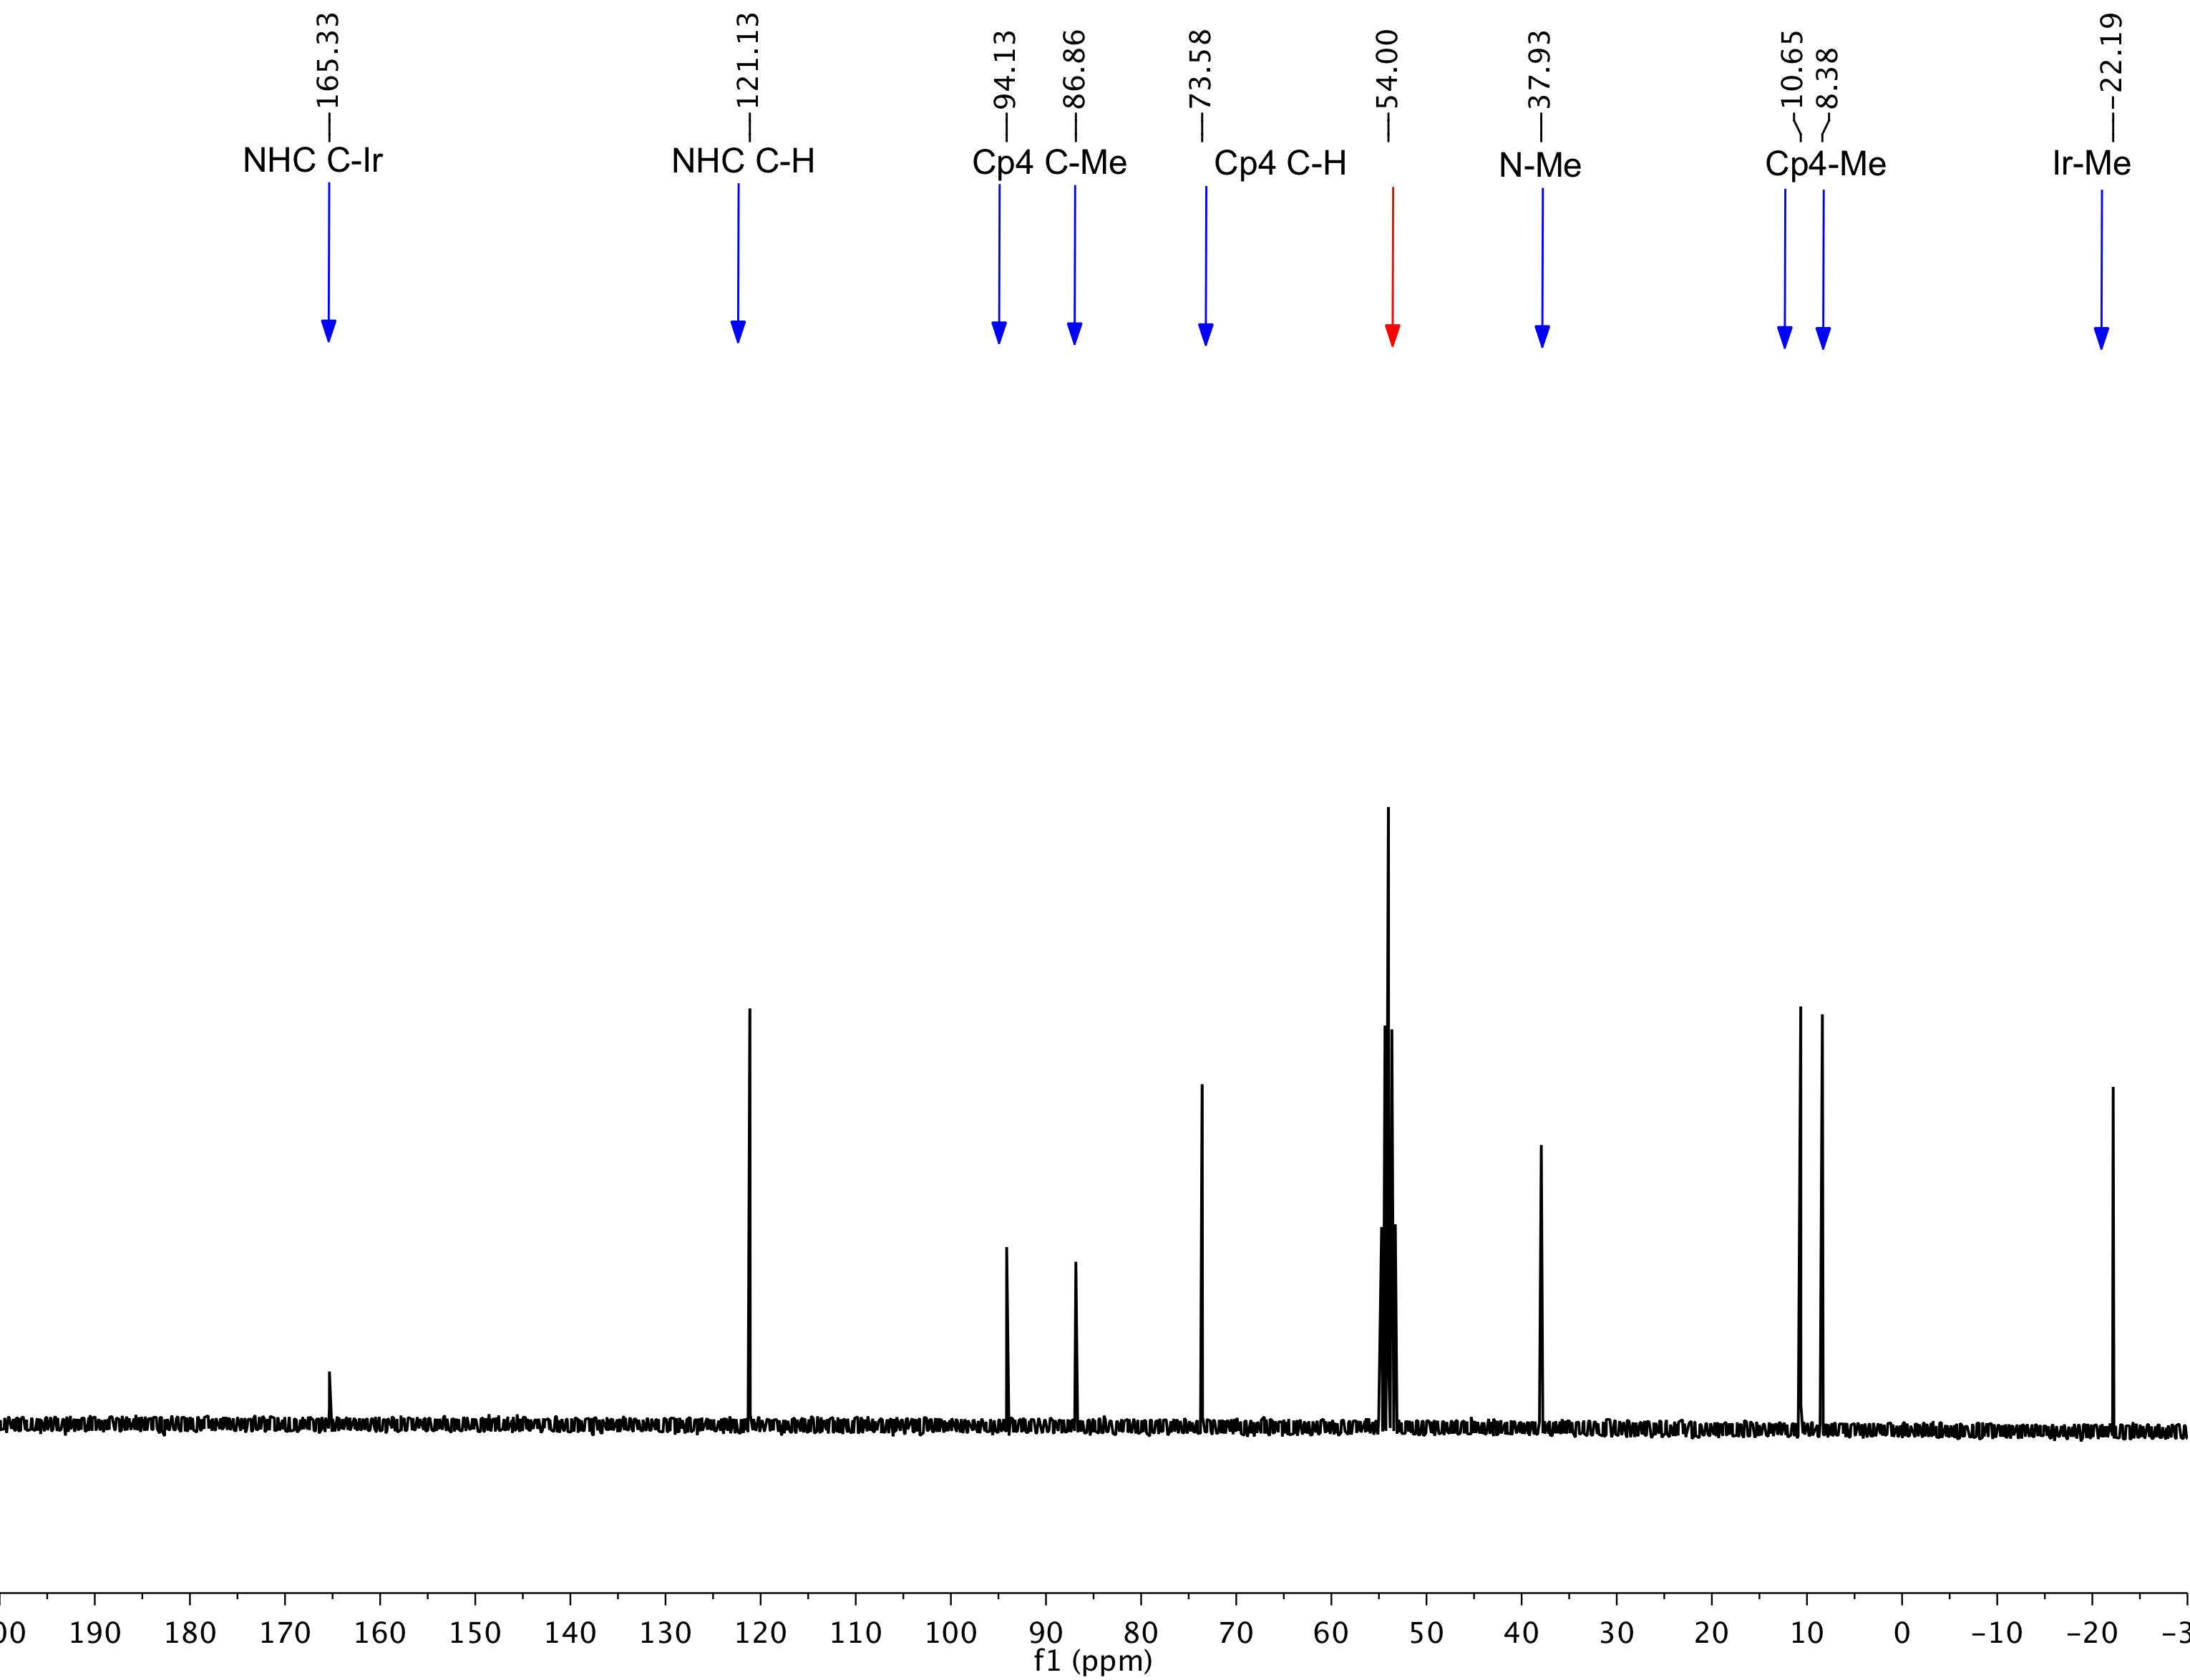 165.33
121.13
94.13
86.86
73.58
54.00
37.93
10.65
8.38
-22.19
NHC C-Ir
NHC C-H
Cp4 C-Me
Cp4 C-H
N-Me
Cp4-Me
Ir-Me
00 190 180 170 160 150 140 130 120 110 100 90 80 70 60 50 40 30 20 10 0 -10 -20 -3
f1 (ppm)